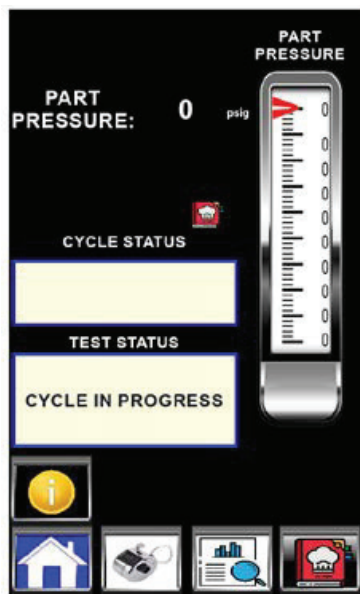 PART
PRESSURE
PART
PRESSURE:
0
psig
0
0
0
0
0
0
0
0
0
CYCLE STATUS
TEST STATUS
CYCLE IN PROGRESS
i